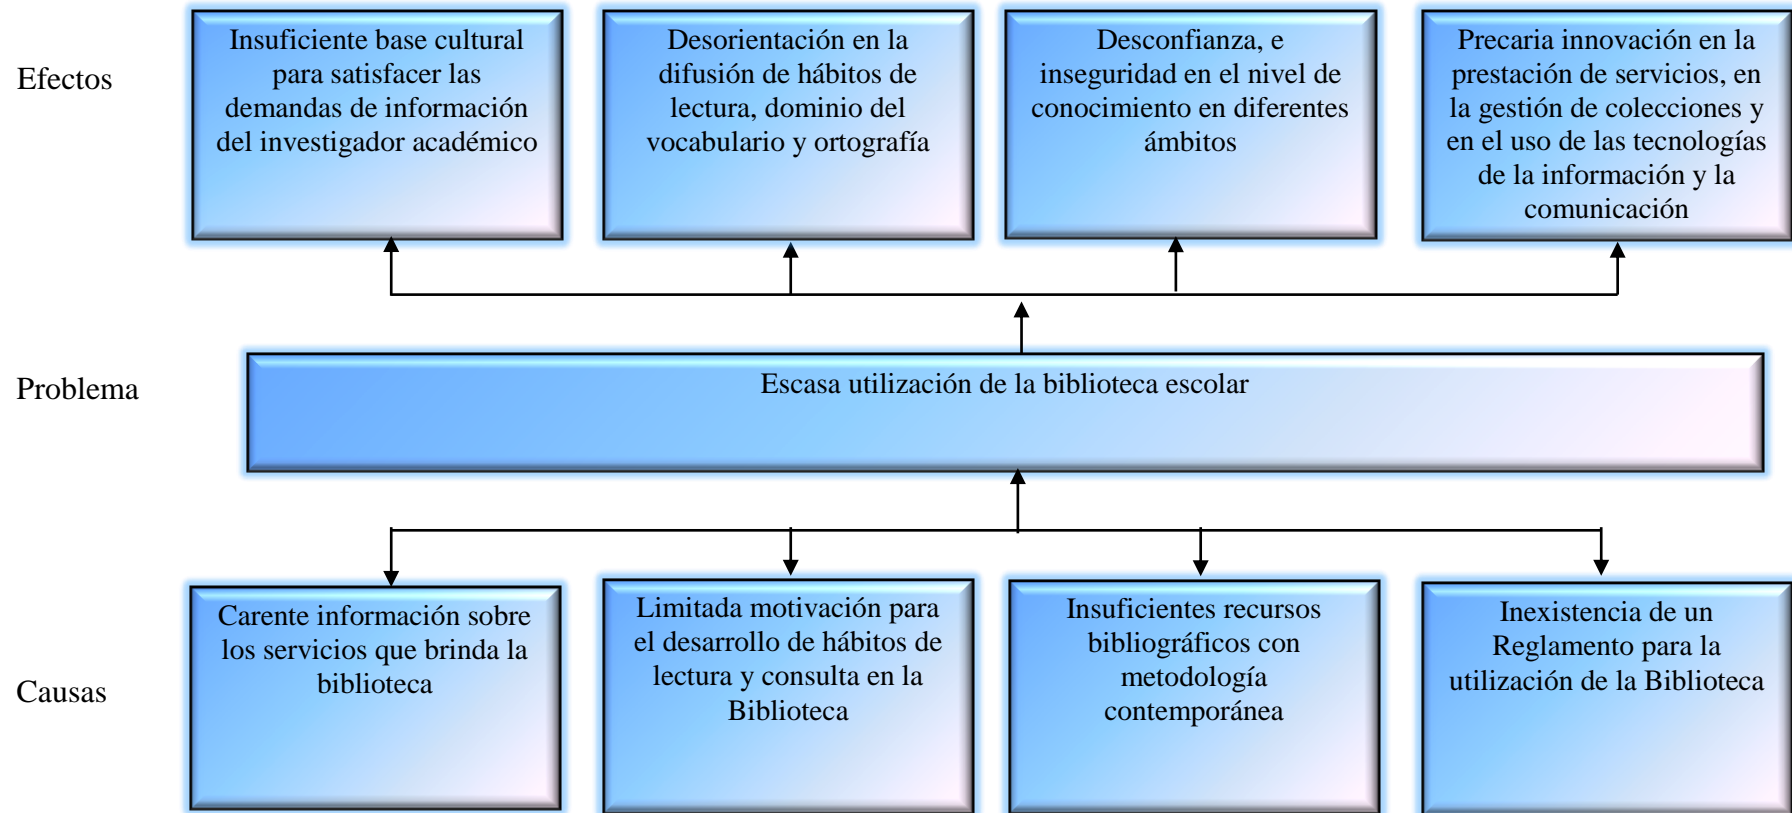 Efectos
Insuficiente base cultural
para satisfacer las
demandas de información
del investigador académico
Desorientación en la
difusión de hábitos de
lectura, dominio del
vocabulario y ortografía
Desconfianza, e
inseguridad en el nivel de
conocimiento en diferentes
ámbitos
Precaria innovación en la
prestación de servicios, en
la gestión de colecciones y
en el uso de las tecnologías
de la información y la
comunicación
Problema
Escasa utilización de la biblioteca escolar
Causas
Carente información sobre
los servicios que brinda la
biblioteca
Limitada motivación para
el desarrollo de hábitos de
lectura y consulta en la
Biblioteca
Insuficientes recursos
bibliográficos con
metodología
contemporánea
Inexistencia de un
Reglamento para la
utilización de la Biblioteca